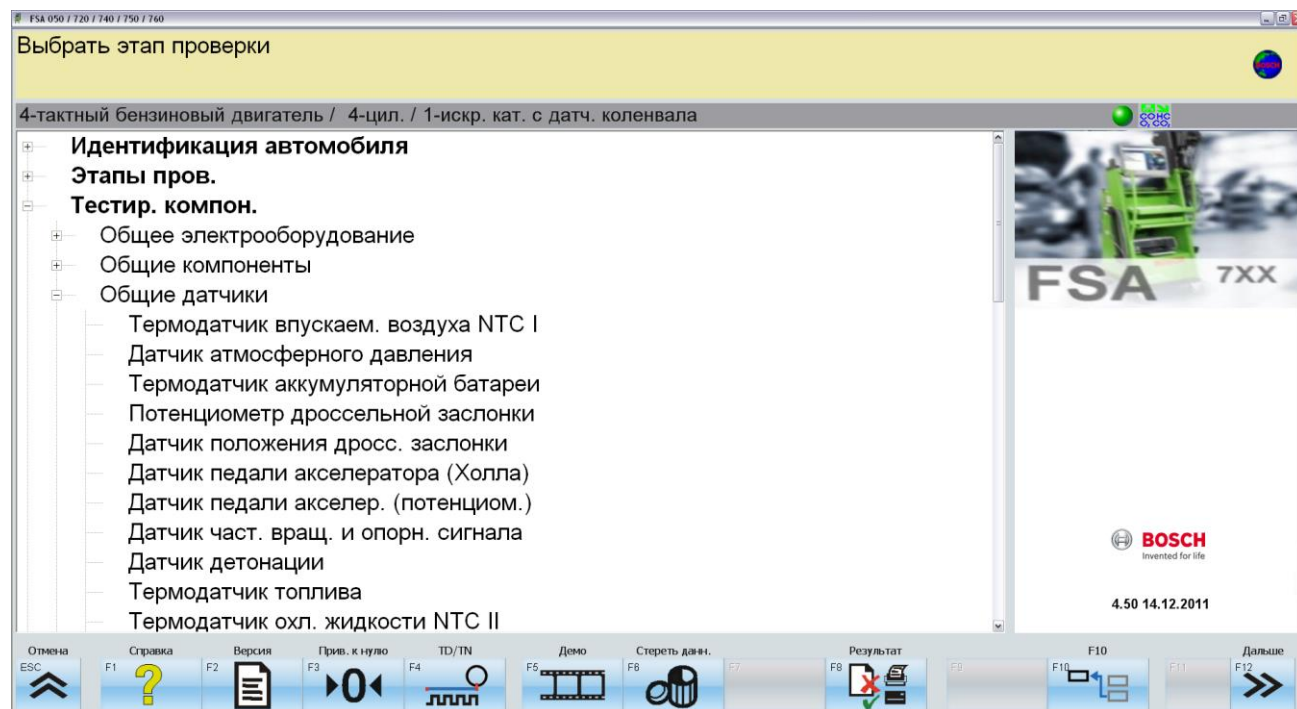 FSA 050 / 720 / 740 / 750 / 760
Выбрать этап проверки
BOSCH
4-тактный бензиновый двигатель / 4-цил. / 1-искр. кат. с датч. коленвала
COHC
O₂CO₂
Идентификация автомобиля
Этапы пров.
Тестир. компон.
Общее электрооборудование
Общие компоненты
Общие датчики
Термодатчик впускаем. воздуха NTC I
Датчик атмосферного давления
Термодатчик аккумуляторной батареи
Потенциометр дроссельной заслонки
Датчик положения дросс. заслонки
Датчик педали акселератора (Холла)
Датчик педали акселер. (потенциом.)
Датчик част. вращ. и опорн. сигнала
Датчик детонации
Термодатчик топлива
Термодатчик охл. жидкости NTC II
FSA 7XX
BOSCH
Invented for life
4.50 14.12.2011
Отмена Справка Версия Прив. к нулю TD/TN Демо Стереть данн. Результат F10 Дальше
ESC F1 F2 F3 F4 F5 F6 F7 F8 F9 F10 F11 F12
0